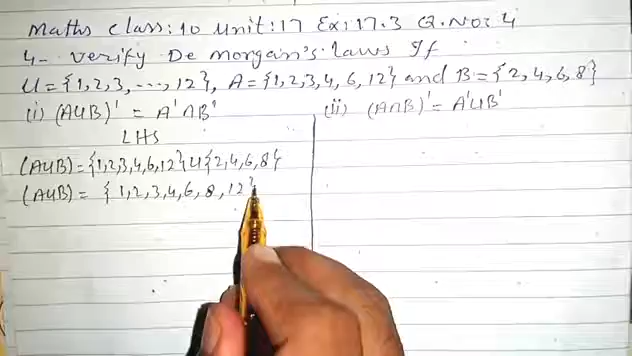 Maths class: 10 Unit: 17 Ex: 17.3 Q.No: 4
4- Verify De Morgan's Laws If
U = {1,2,3, ..., 12}, A = {1,2,3,4,6,12} and B = {2,4,6,8}
(i) (A∪B)' = A'∩B'
(ii) (A∩B)' = A'∪B'
LHS
(A∪B) = {1,2,3,4,6,12}∪{2,4,6,8}
(A∪B) = {1,2,3,4,6,8,12}